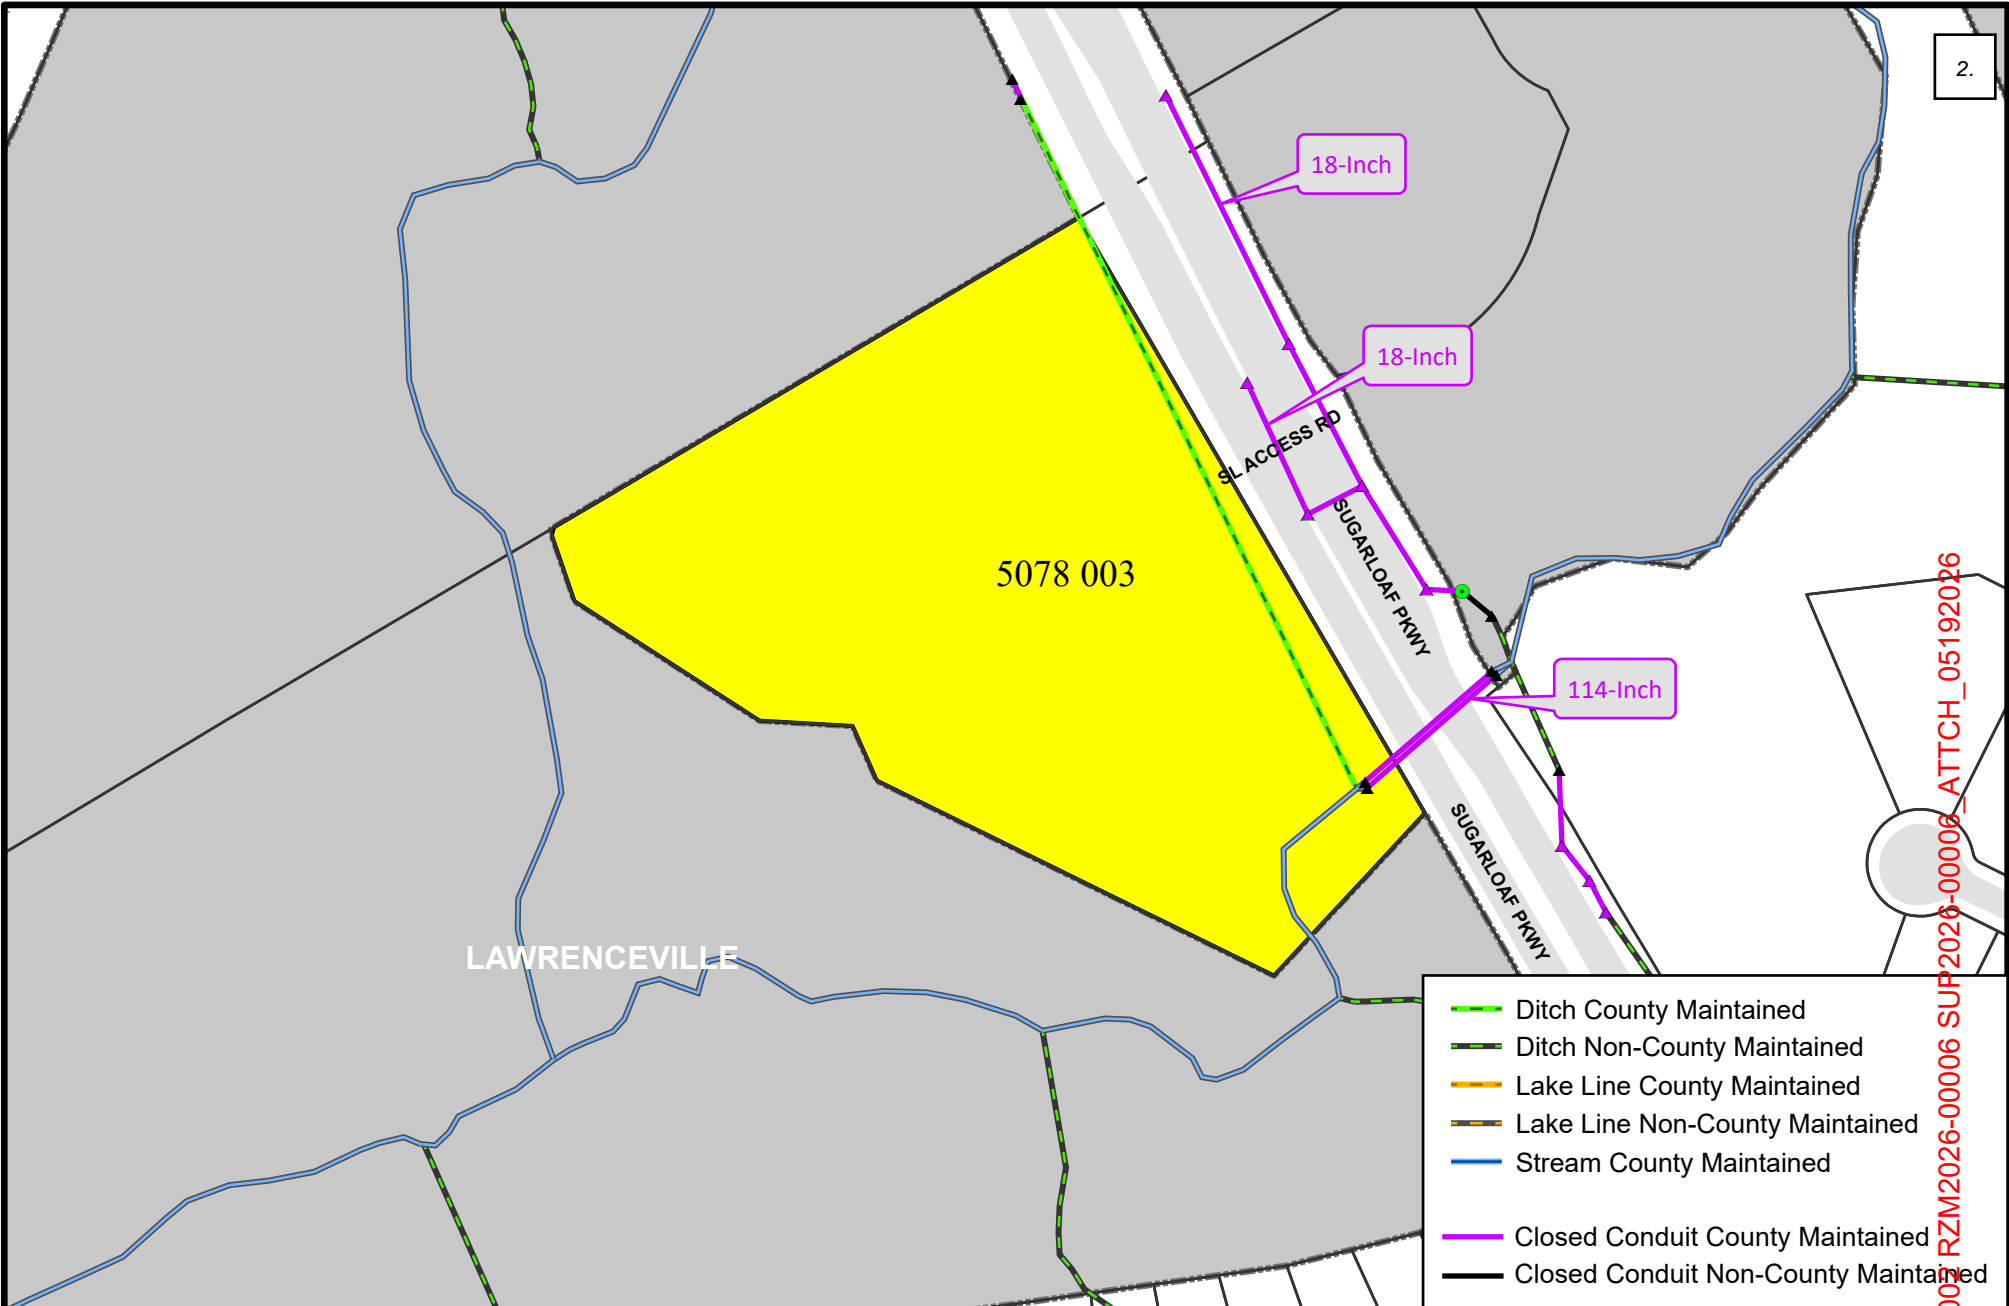 2.
18-Inch
18-Inch
SL ACCESS RD
SUGARLOAF PKWY
5078 003
114-Inch
SUGARLOAF PKWY
LAWRENCEVILLE
Ditch County Maintained
Ditch Non-County Maintained
Lake Line County Maintained
Lake Line Non-County Maintained
Stream County Maintained
Closed Conduit County Maintained
Closed Conduit Non-County Maintained
RZM2026-00006 SUP2026-00006_ATTCH_05192026